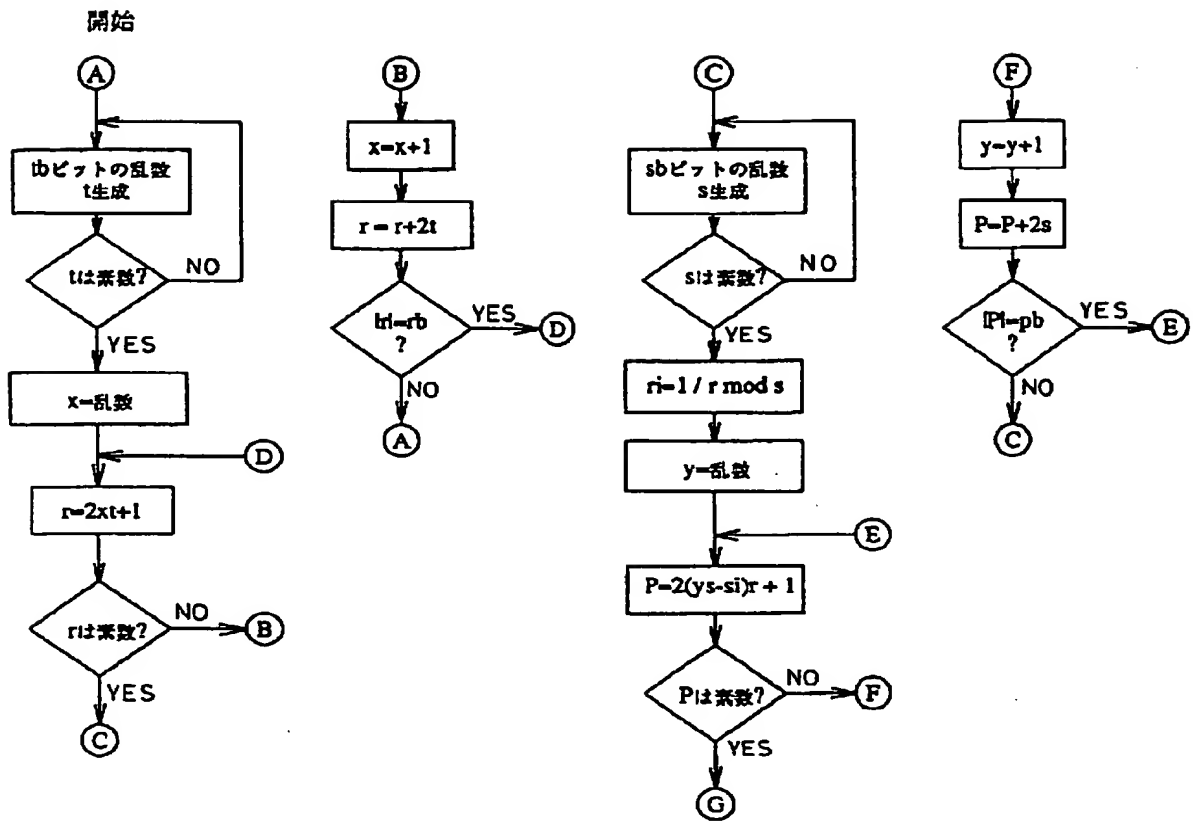 開始
A
tbビットの乱数
t生成
tは素数?
NO
YES
x=乱数
D
r=2xt+1
rは素数?
NO
B
YES
C
B
x=x+1
r = r+2t
|r|=rb
?
YES
D
NO
A
C
sbビットの乱数
s生成
sは素数?
NO
YES
ri=1 / r mod s
y=乱数
E
P=2(ys-si)r + 1
Pは素数?
NO
F
YES
G
F
y=y+1
P=P+2s
|P|=pb
?
YES
E
NO
C